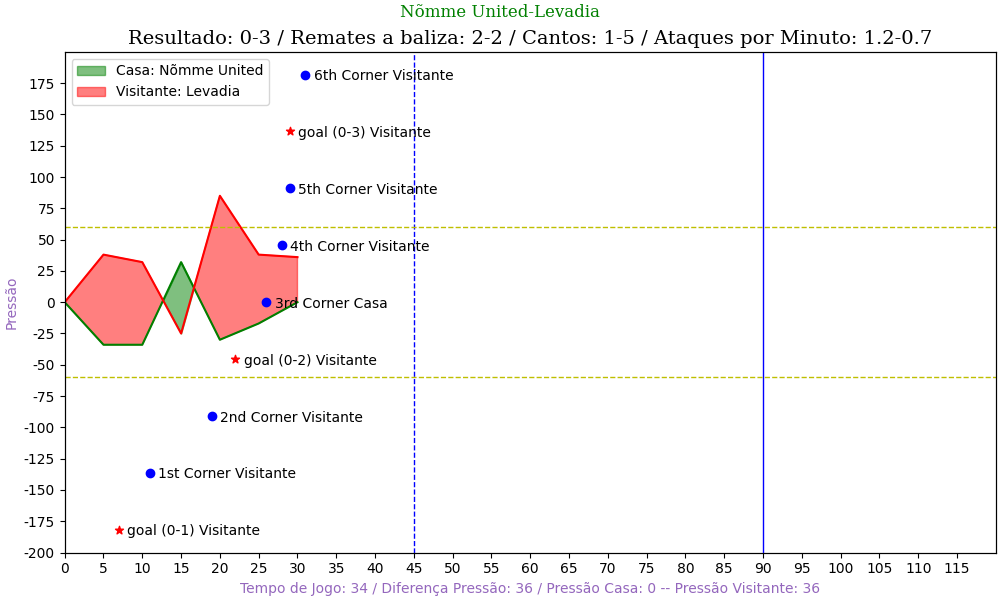 Nõmme United-Levadia
Resultado: 0-3 / Remates a baliza: 2-2 / Cantos: 1-5 / Ataques por Minuto: 1.2-0.7
Casa: Nõmme United
Visitante: Levadia
6th Corner Visitante
goal (0-3) Visitante
5th Corner Visitante
4th Corner Visitante
3rd Corner Casa
goal (0-2) Visitante
2nd Corner Visitante
1st Corner Visitante
goal (0-1) Visitante
Pressão
175
150
125
100
75
50
25
0
-25
-50
-75
-100
-125
-150
-175
-200
0 5 10 15 20 25 30 35 40 45 50 55 60 65 70 75 80 85 90 95 100 105 110 115
Tempo de Jogo: 34 / Diferença Pressão: 36 / Pressão Casa: 0 -- Pressão Visitante: 36